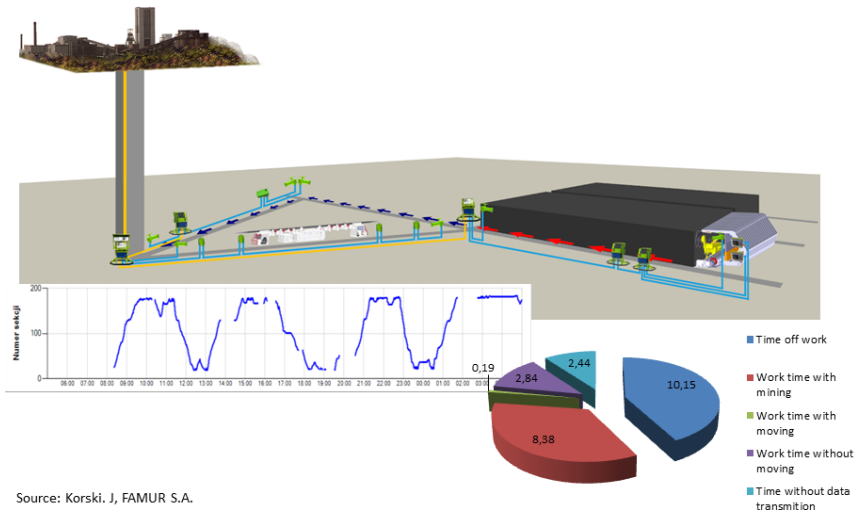 200
100
0
Numer sekcji
06:00 07:00 08:00 09:00 10:00 11:00 12:00 13:00 14:00 15:00 16:00 17:00 18:00 19:00 20:00 21:00 22:00 23:00 00:00 01:00 02:00
0,19
2,84
2,44
10,15
8,38
Time off work
Work time with
mining
Work time with
moving
Work time without
moving
Time without data
transmition
Source: Korski. J, FAMUR S.A.